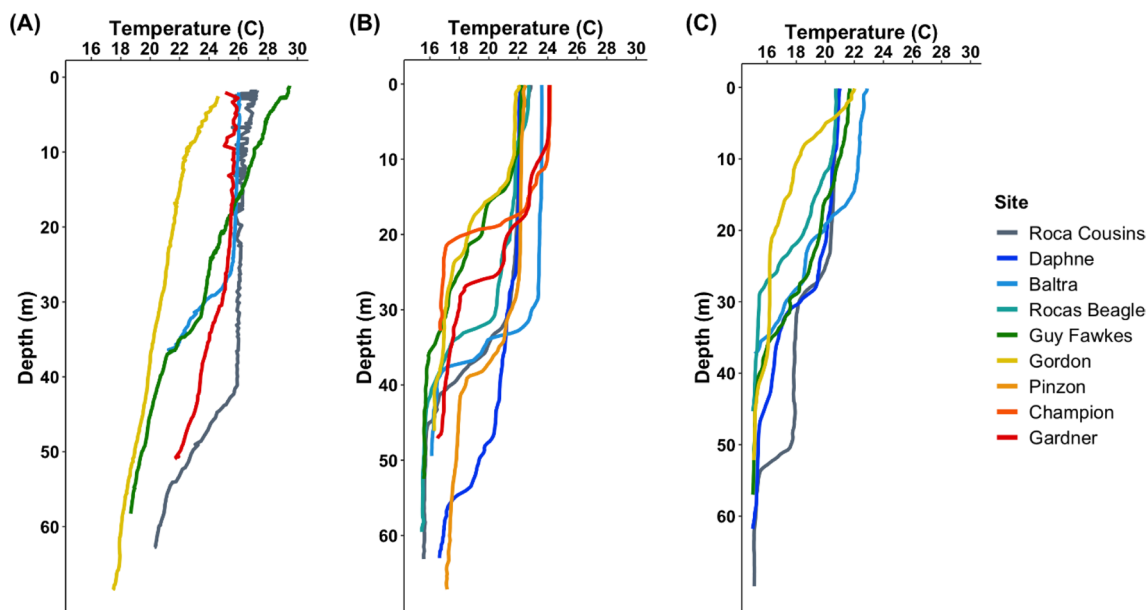 (A)
Temperature (C)
16 18 20 22 24 26 28 30
0
10
20
30
40
50
60
Depth (m)
(B)
Temperature (C)
16 18 20 22 24 26 28 30
0
10
20
30
40
50
60
Depth (m)
(C)
Temperature (C)
16 18 20 22 24 26 28 30
0
10
20
30
40
50
60
Depth (m)
Site
Roca Cousins
Daphne
Baltra
Rocas Beagle
Guy Fawkes
Gordon
Pinzon
Champion
Gardner